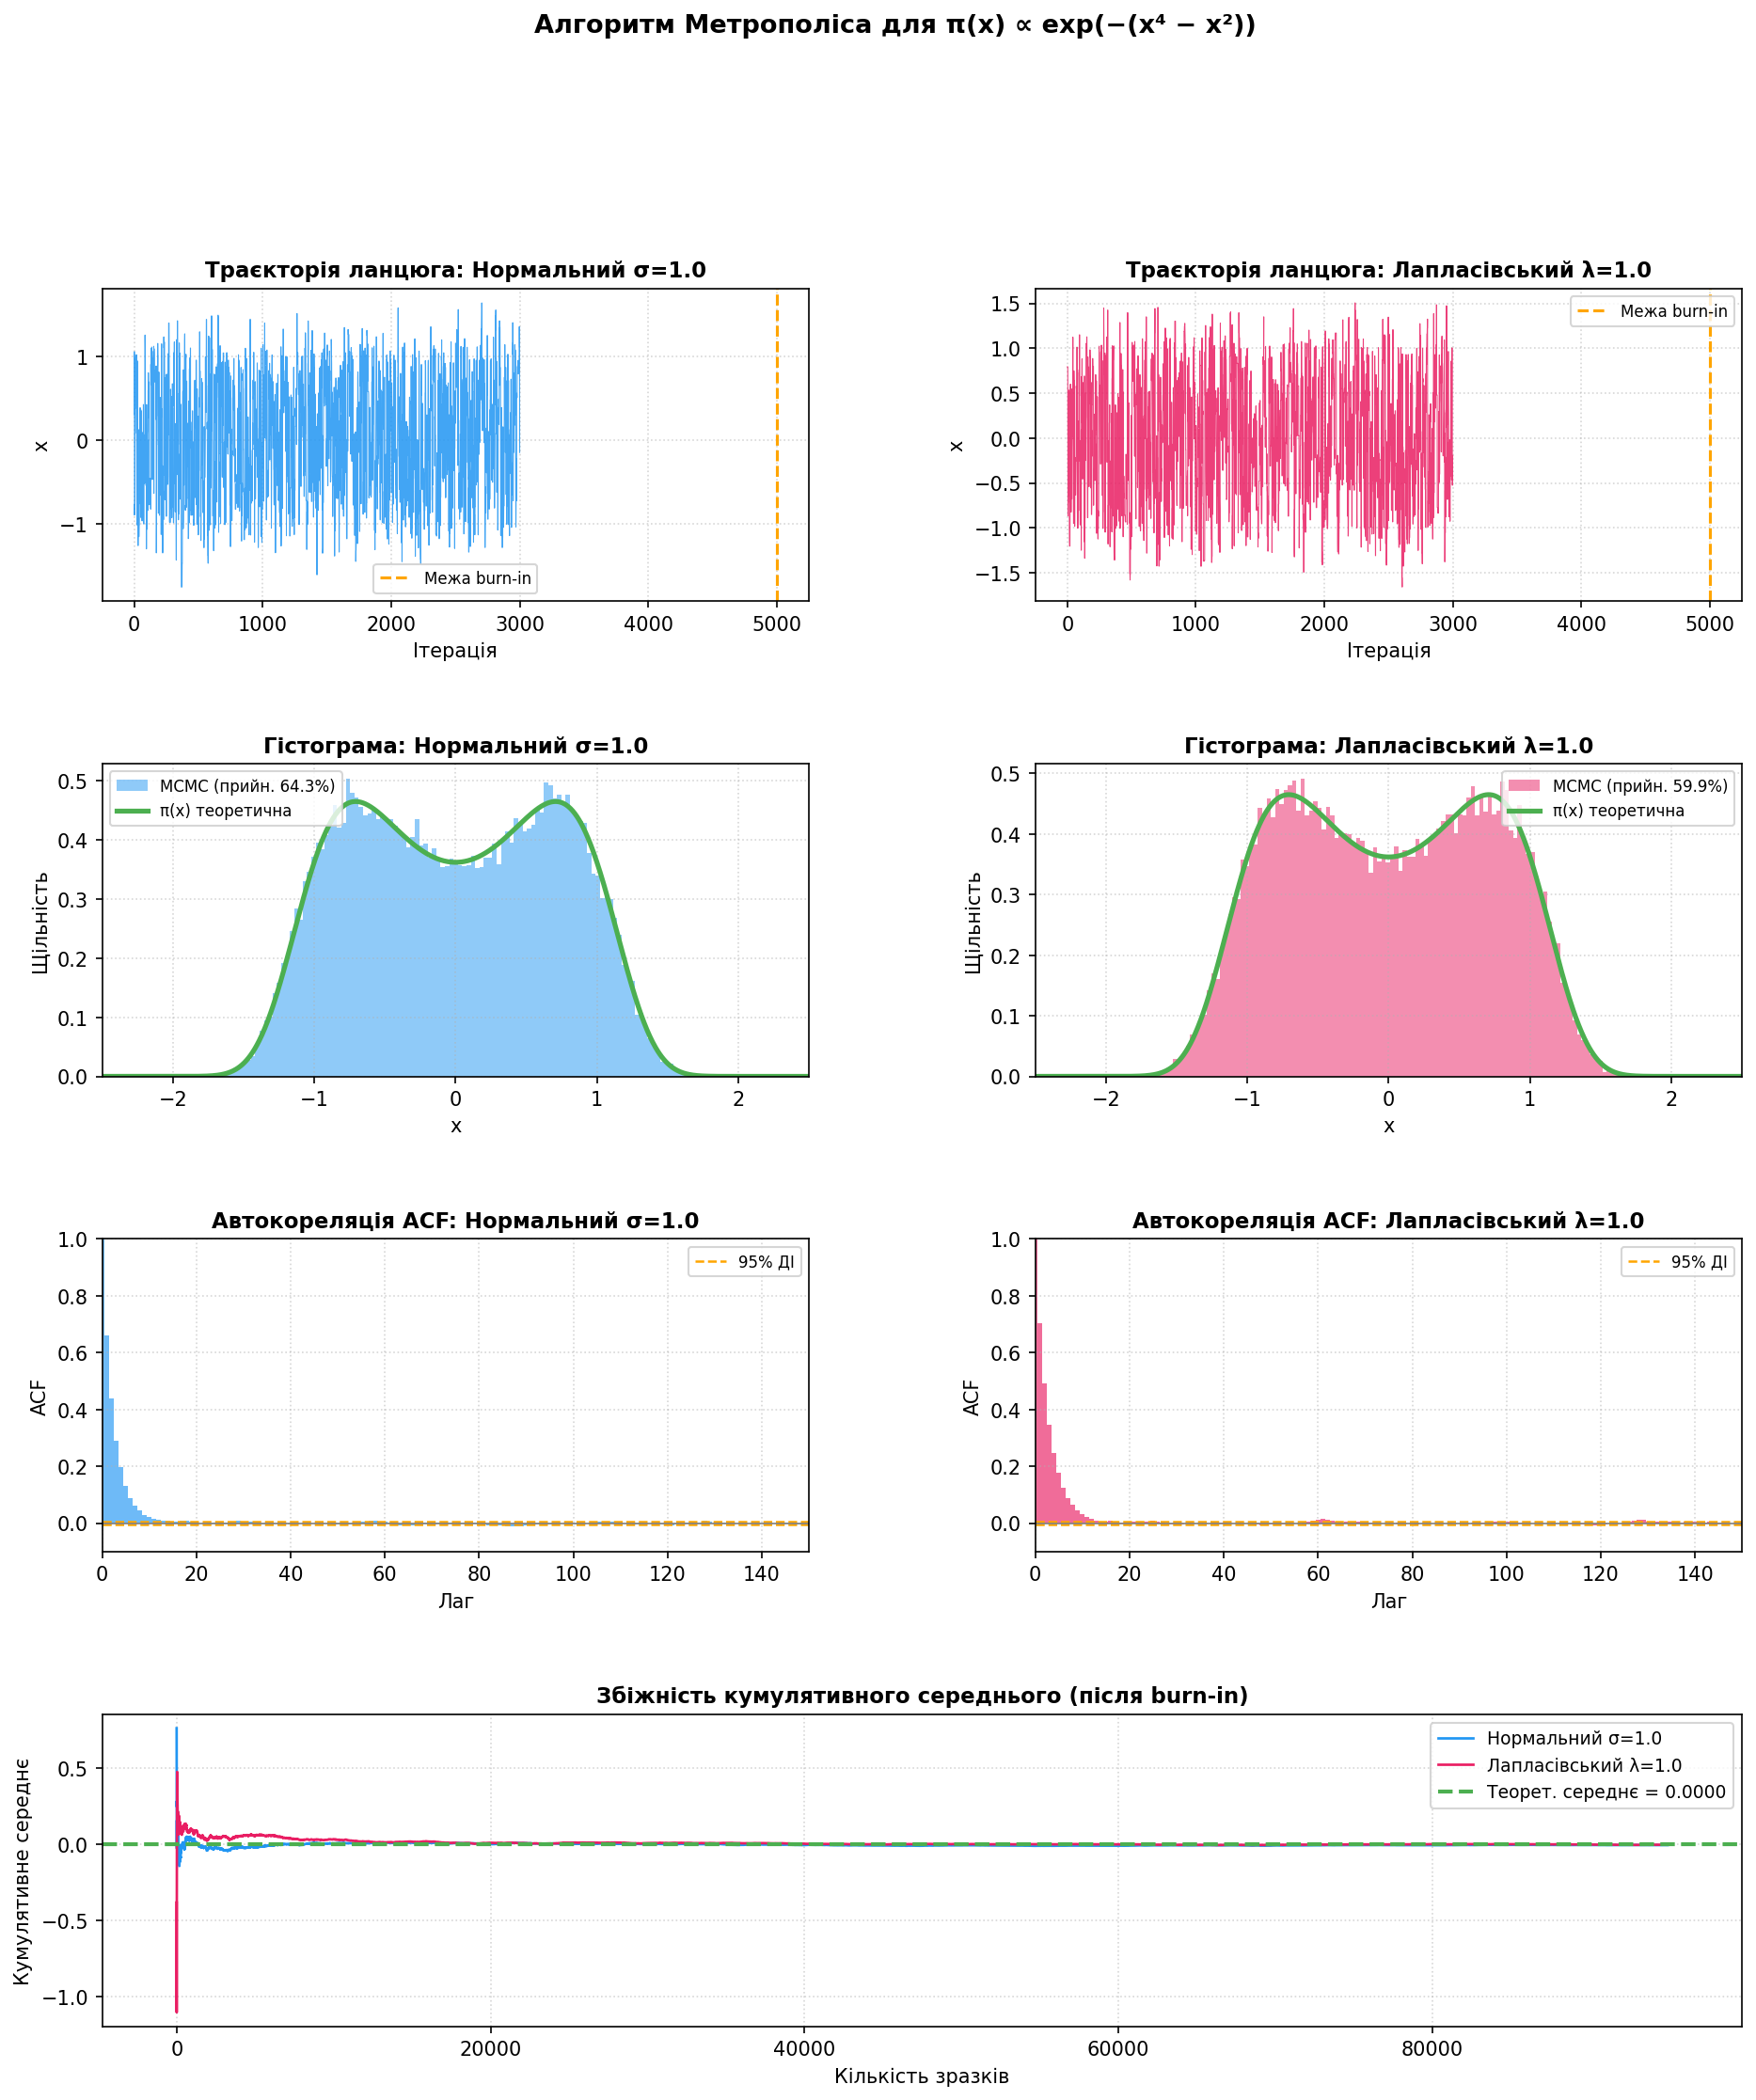 Алгоритм Метрополіса для π(x) ∝ exp(−(x⁴ − x²))
Траєкторія ланцюга: Нормальний σ=1.0
x
1
0
−1
Межа burn-in
0 1000 2000 3000 4000 5000
Ітерація
Траєкторія ланцюга: Лапласівський λ=1.0
x
1.5
1.0
0.5
0.0
−0.5
−1.0
−1.5
Межа burn-in
0 1000 2000 3000 4000 5000
Ітерація
Гістограма: Нормальний σ=1.0
Щільність
0.5
0.4
0.3
0.2
0.1
0.0
MCMC (прийн. 64.3%)
π(x) теоретична
−2 −1 0 1 2
x
Гістограма: Лапласівський λ=1.0
Щільність
0.5
0.4
0.3
0.2
0.1
0.0
MCMC (прийн. 59.9%)
π(x) теоретична
−2 −1 0 1 2
x
Автокореляція ACF: Нормальний σ=1.0
ACF
1.0
0.8
0.6
0.4
0.2
0.0
95% ДІ
0 20 40 60 80 100 120 140
Лаг
Автокореляція ACF: Лапласівський λ=1.0
ACF
1.0
0.8
0.6
0.4
0.2
0.0
95% ДІ
0 20 40 60 80 100 120 140
Лаг
Збіжність кумулятивного середнього (після burn-in)
Кумулятивне середнє
0.5
0.0
−0.5
−1.0
Нормальний σ=1.0
Лапласівський λ=1.0
Теорет. середнє = 0.0000
0 20000 40000 60000 80000
Кількість зразків